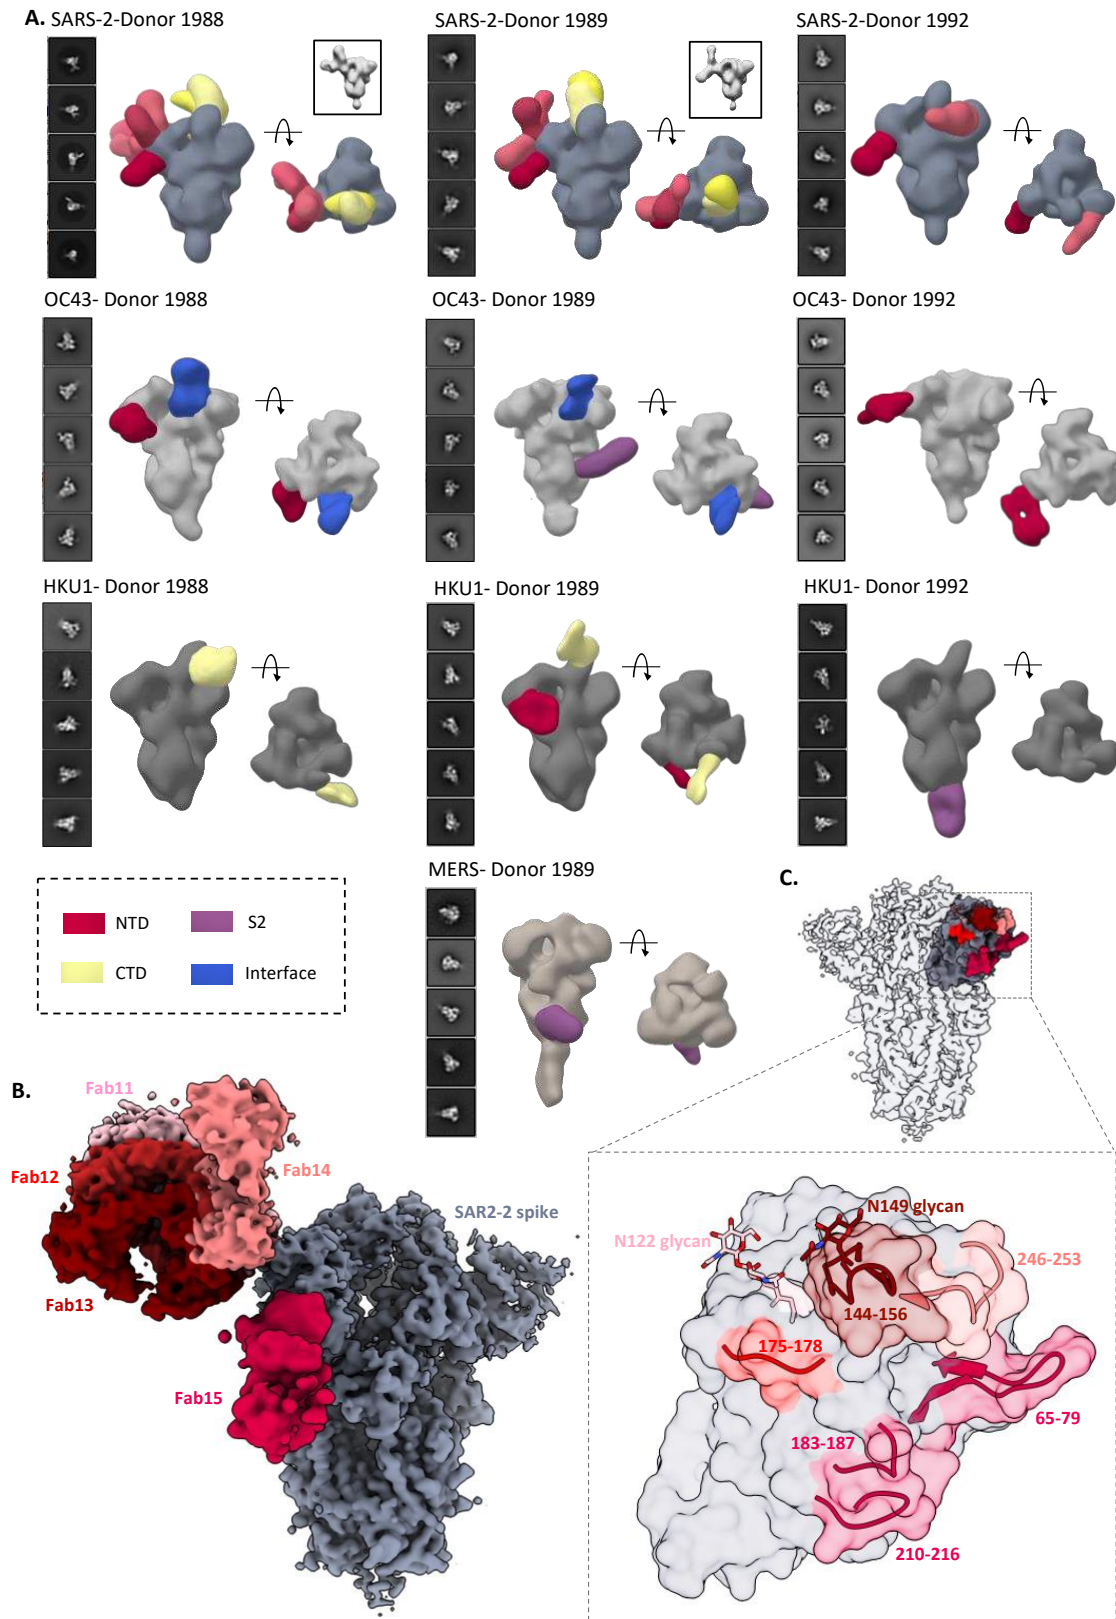 A.
SARS-2-Donor 1988
SARS-2-Donor 1989
SARS-2-Donor 1992
OC43- Donor 1988
OC43- Donor 1989
OC43- Donor 1992
HKU1- Donor 1988
HKU1- Donor 1989
HKU1- Donor 1992
MERS- Donor 1989
NTD
S2
CTD
Interface
B.
Fab11
Fab12
Fab14
Fab13
Fab15
SAR2-2 spike
C.
N149 glycan
N122 glycan
246-253
144-156
175-178
65-79
183-187
210-216